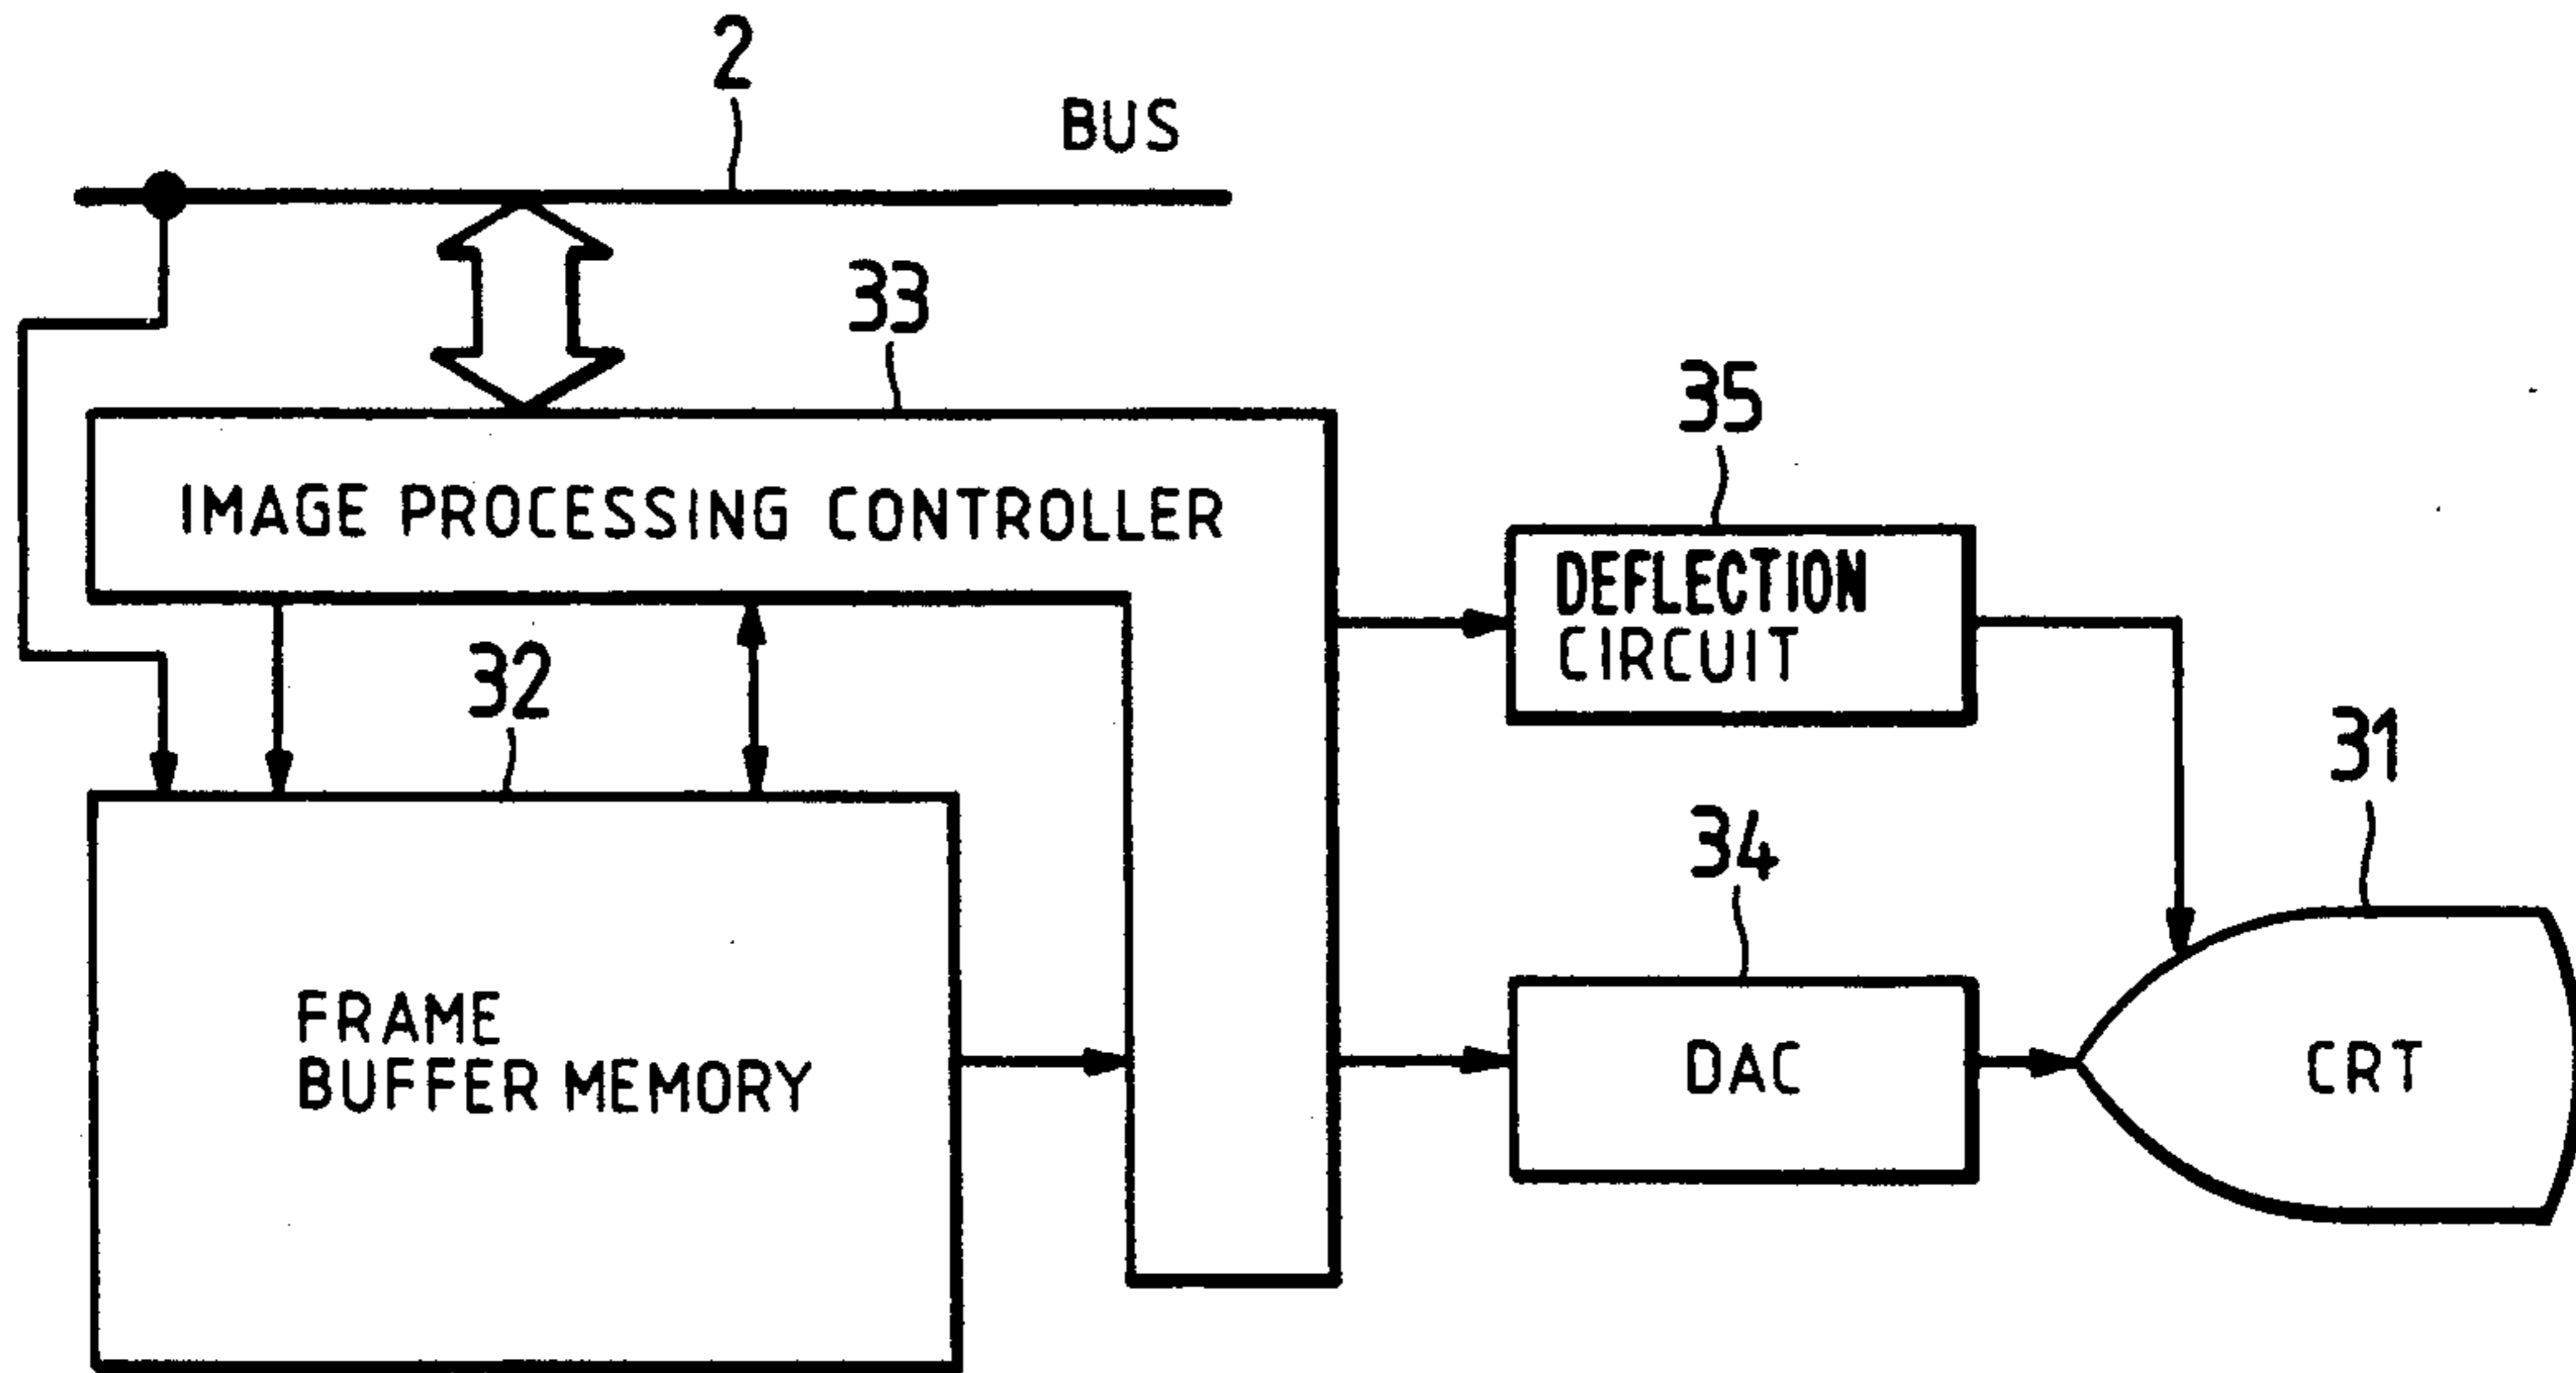 2
BUS
33
IMAGE PROCESSING CONTROLLER
35
DEFLECTION
CIRCUIT
32
31
34
FRAME
BUFFER MEMORY
DAC
CRT